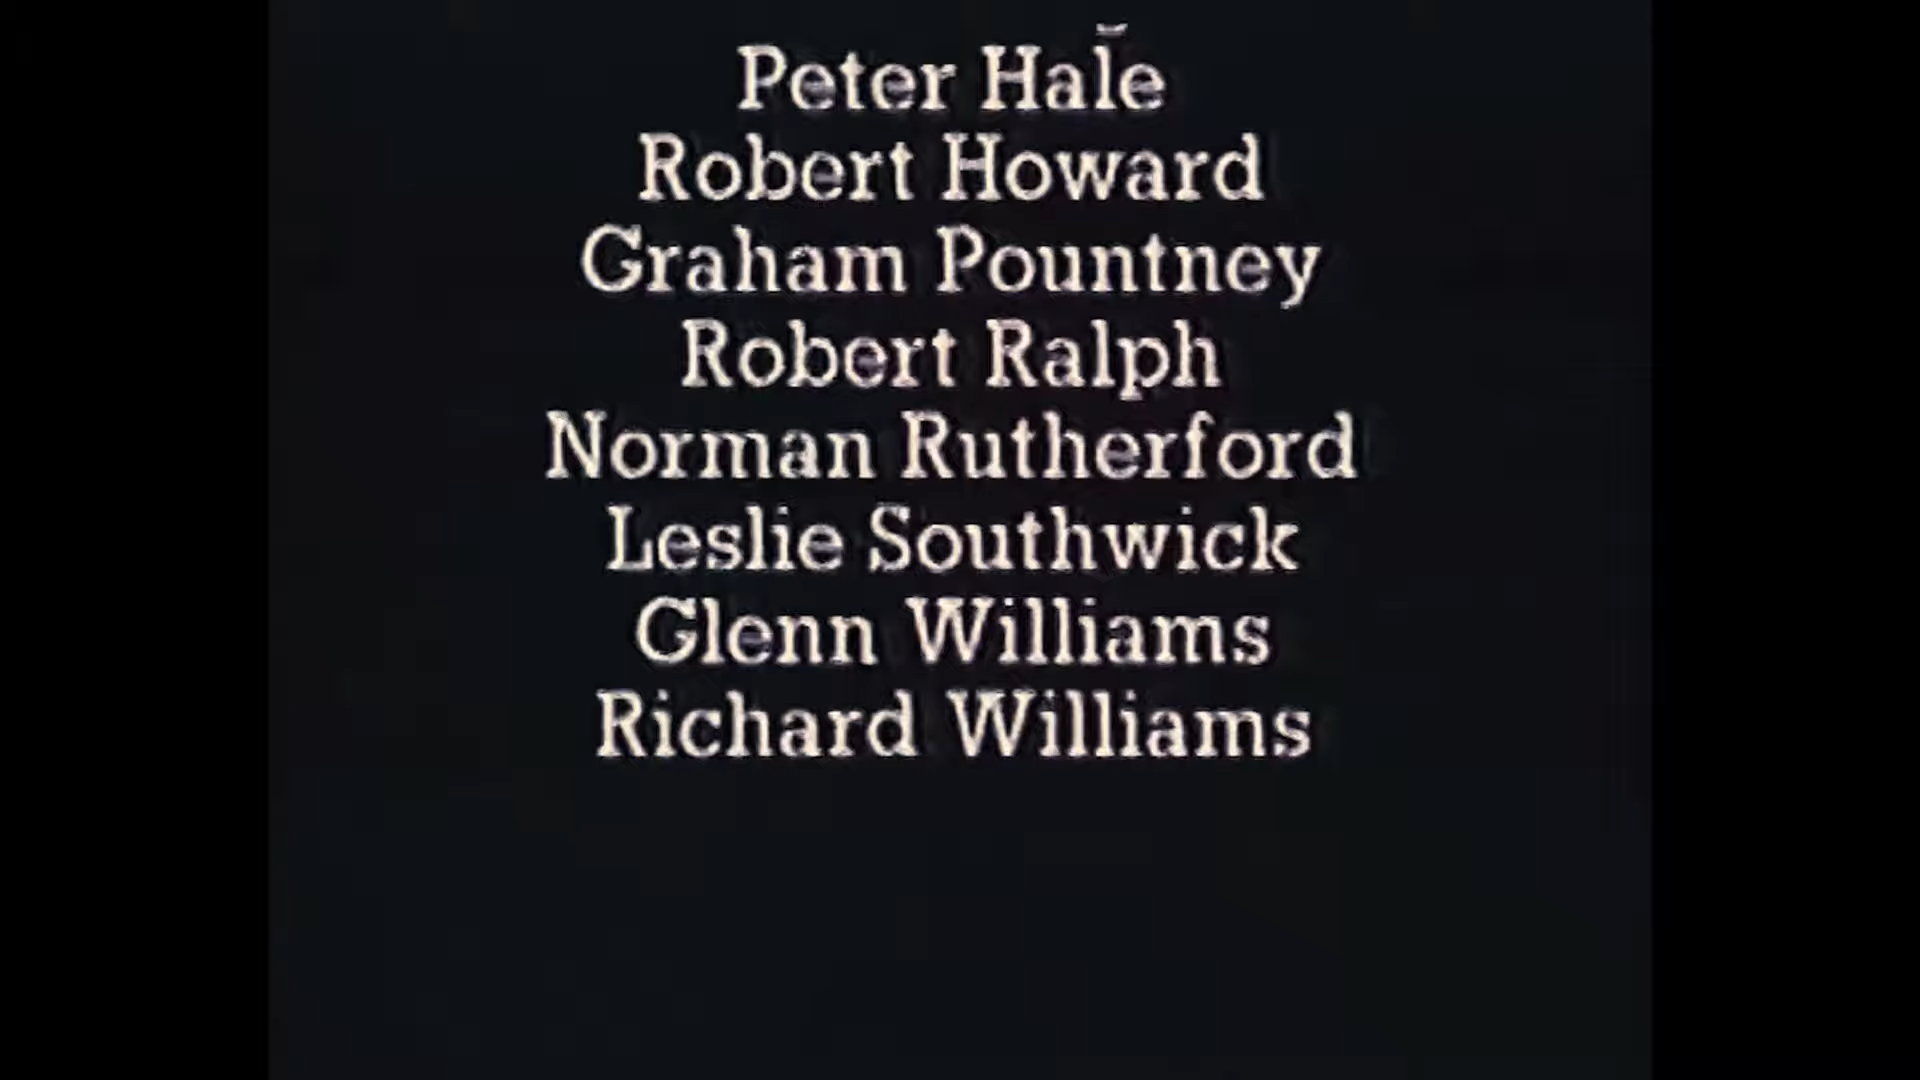 Peter Hale
Robert Howard
Graham Pountney
Robert Ralph
Norman Rutherford
Leslie Southwick
Glenn Williams
Richard Williams